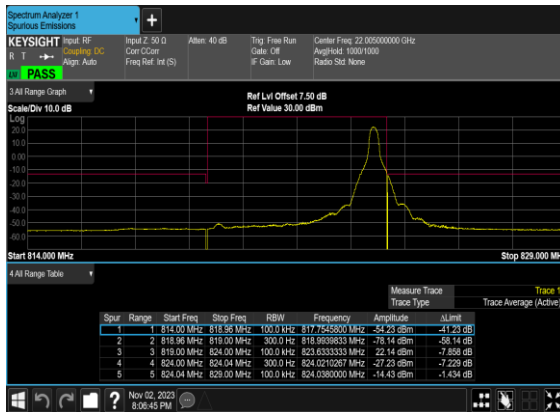 Spectrum Analyzer 1
Spurious Emissions
+
KEYSIGHT Input: RF Input Z: 50 Ω Atten: 40 dB Trig: Free Run Center Freq: 22.005000000 GHz
R T Coupling: DC Corr CCorr Gate: Off Avg|Hold: 1000/1000
Align: Auto Freq Ref: Int (S) IF Gain: Low Radio Std: None
PASS
3 All Range Graph
Ref Lvl Offset 7.50 dB
Scale/Div 10.0 dB Ref Value 30.00 dBm
Log
20.0
10.0
0.00
-10.0
-20.0
-30.0
-40.0
-50.0
-60.0
Start 814.000 MHz Stop 829.000 MH
4 All Range Table
Measure Trace Trace 1
Trace Type Trace Average (Active)
Spur Range Start Freq Stop Freq RBW Frequency Amplitude ΔLimit
1 1 814.00 MHz 818.96 MHz 100.0 kHz 817.7545800 MHz -54.23 dBm -41.23 dB
2 2 818.96 MHz 819.00 MHz 300.0 Hz 818.9939833 MHz -78.14 dBm -58.14 dB
3 3 819.00 MHz 824.00 MHz 100.0 kHz 823.6333333 MHz 22.14 dBm -7.858 dB
4 4 824.00 MHz 824.04 MHz 300.0 Hz 824.0210267 MHz -27.23 dBm -7.229 dB
5 5 824.04 MHz 829.00 MHz 100.0 kHz 824.0380000 MHz -14.43 dBm -1.434 dB
? Nov 02, 2023
8:06:45 PM